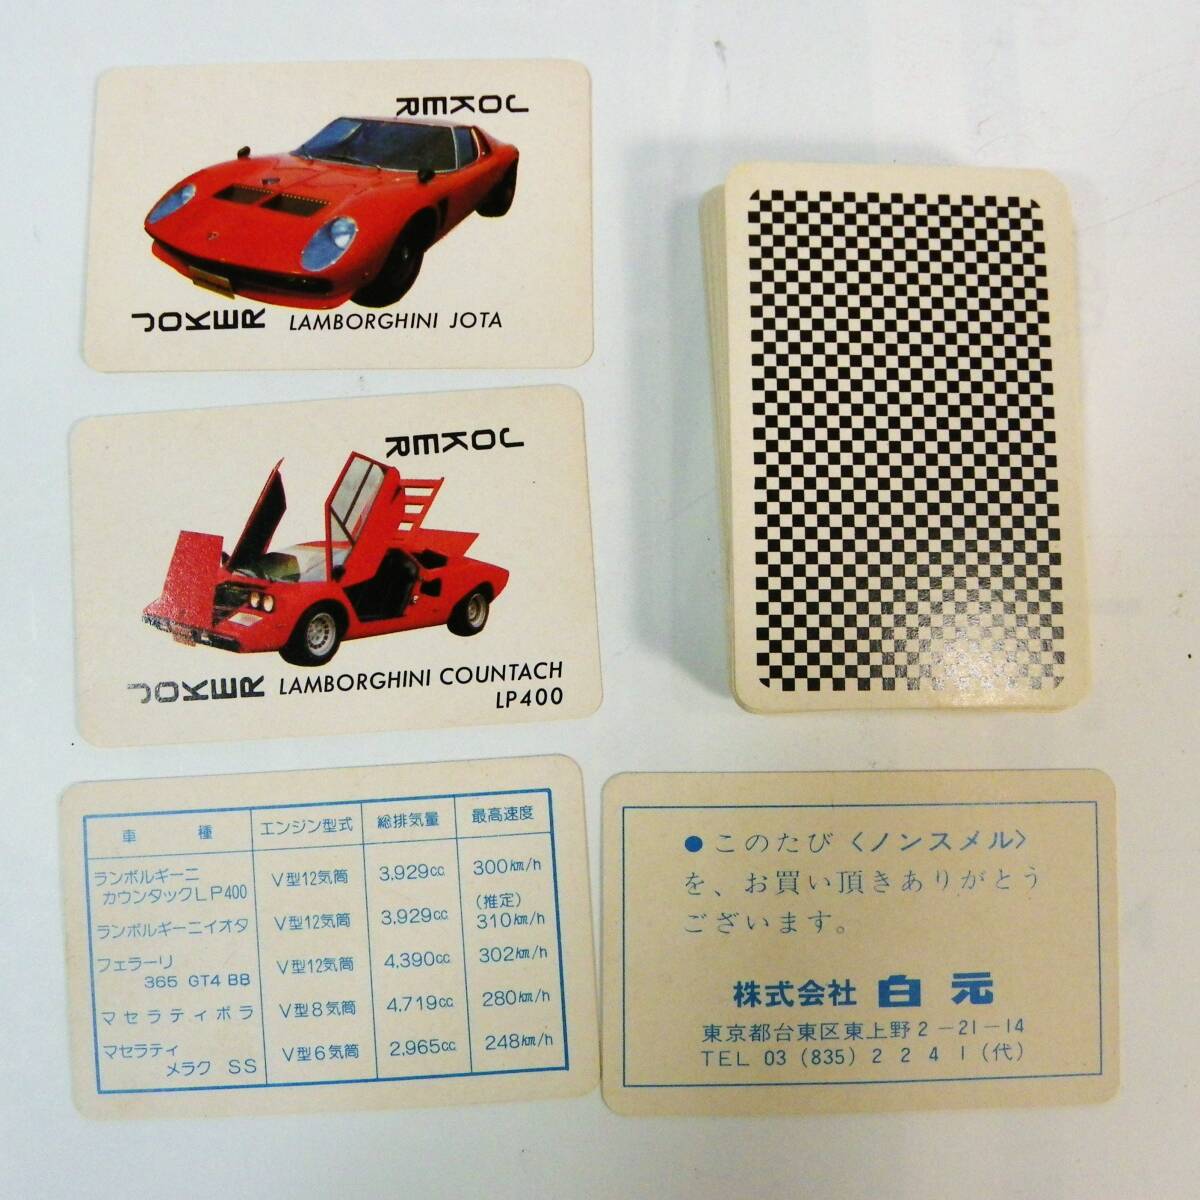 JOKER
JOKER LAMBORGHINI JOTA
JOKER
JOKER LAMBORGHINI COUNTACH
LP400
車 種 エンジン型式 総排気量 最高速度
ランボルギーニ
カウンタックLP400 V型12気筒 3,929cc 300km/h
ランボルギーニイオタ V型12気筒 3,929cc (推定)
310km/h
フェラーリ
365 GT4 BB V型12気筒 4,390cc 302km/h
マセラティボラ V型8気筒 4,719cc 280km/h
マセラティ
メラク SS V型6気筒 2,965cc 248km/h
●このたび〈ノンスメル〉
を、お買い頂きありがとう
ございます。
株式会社 白元
東京都台東区東上野2-21-14
TEL 03 (835) 2241(代)